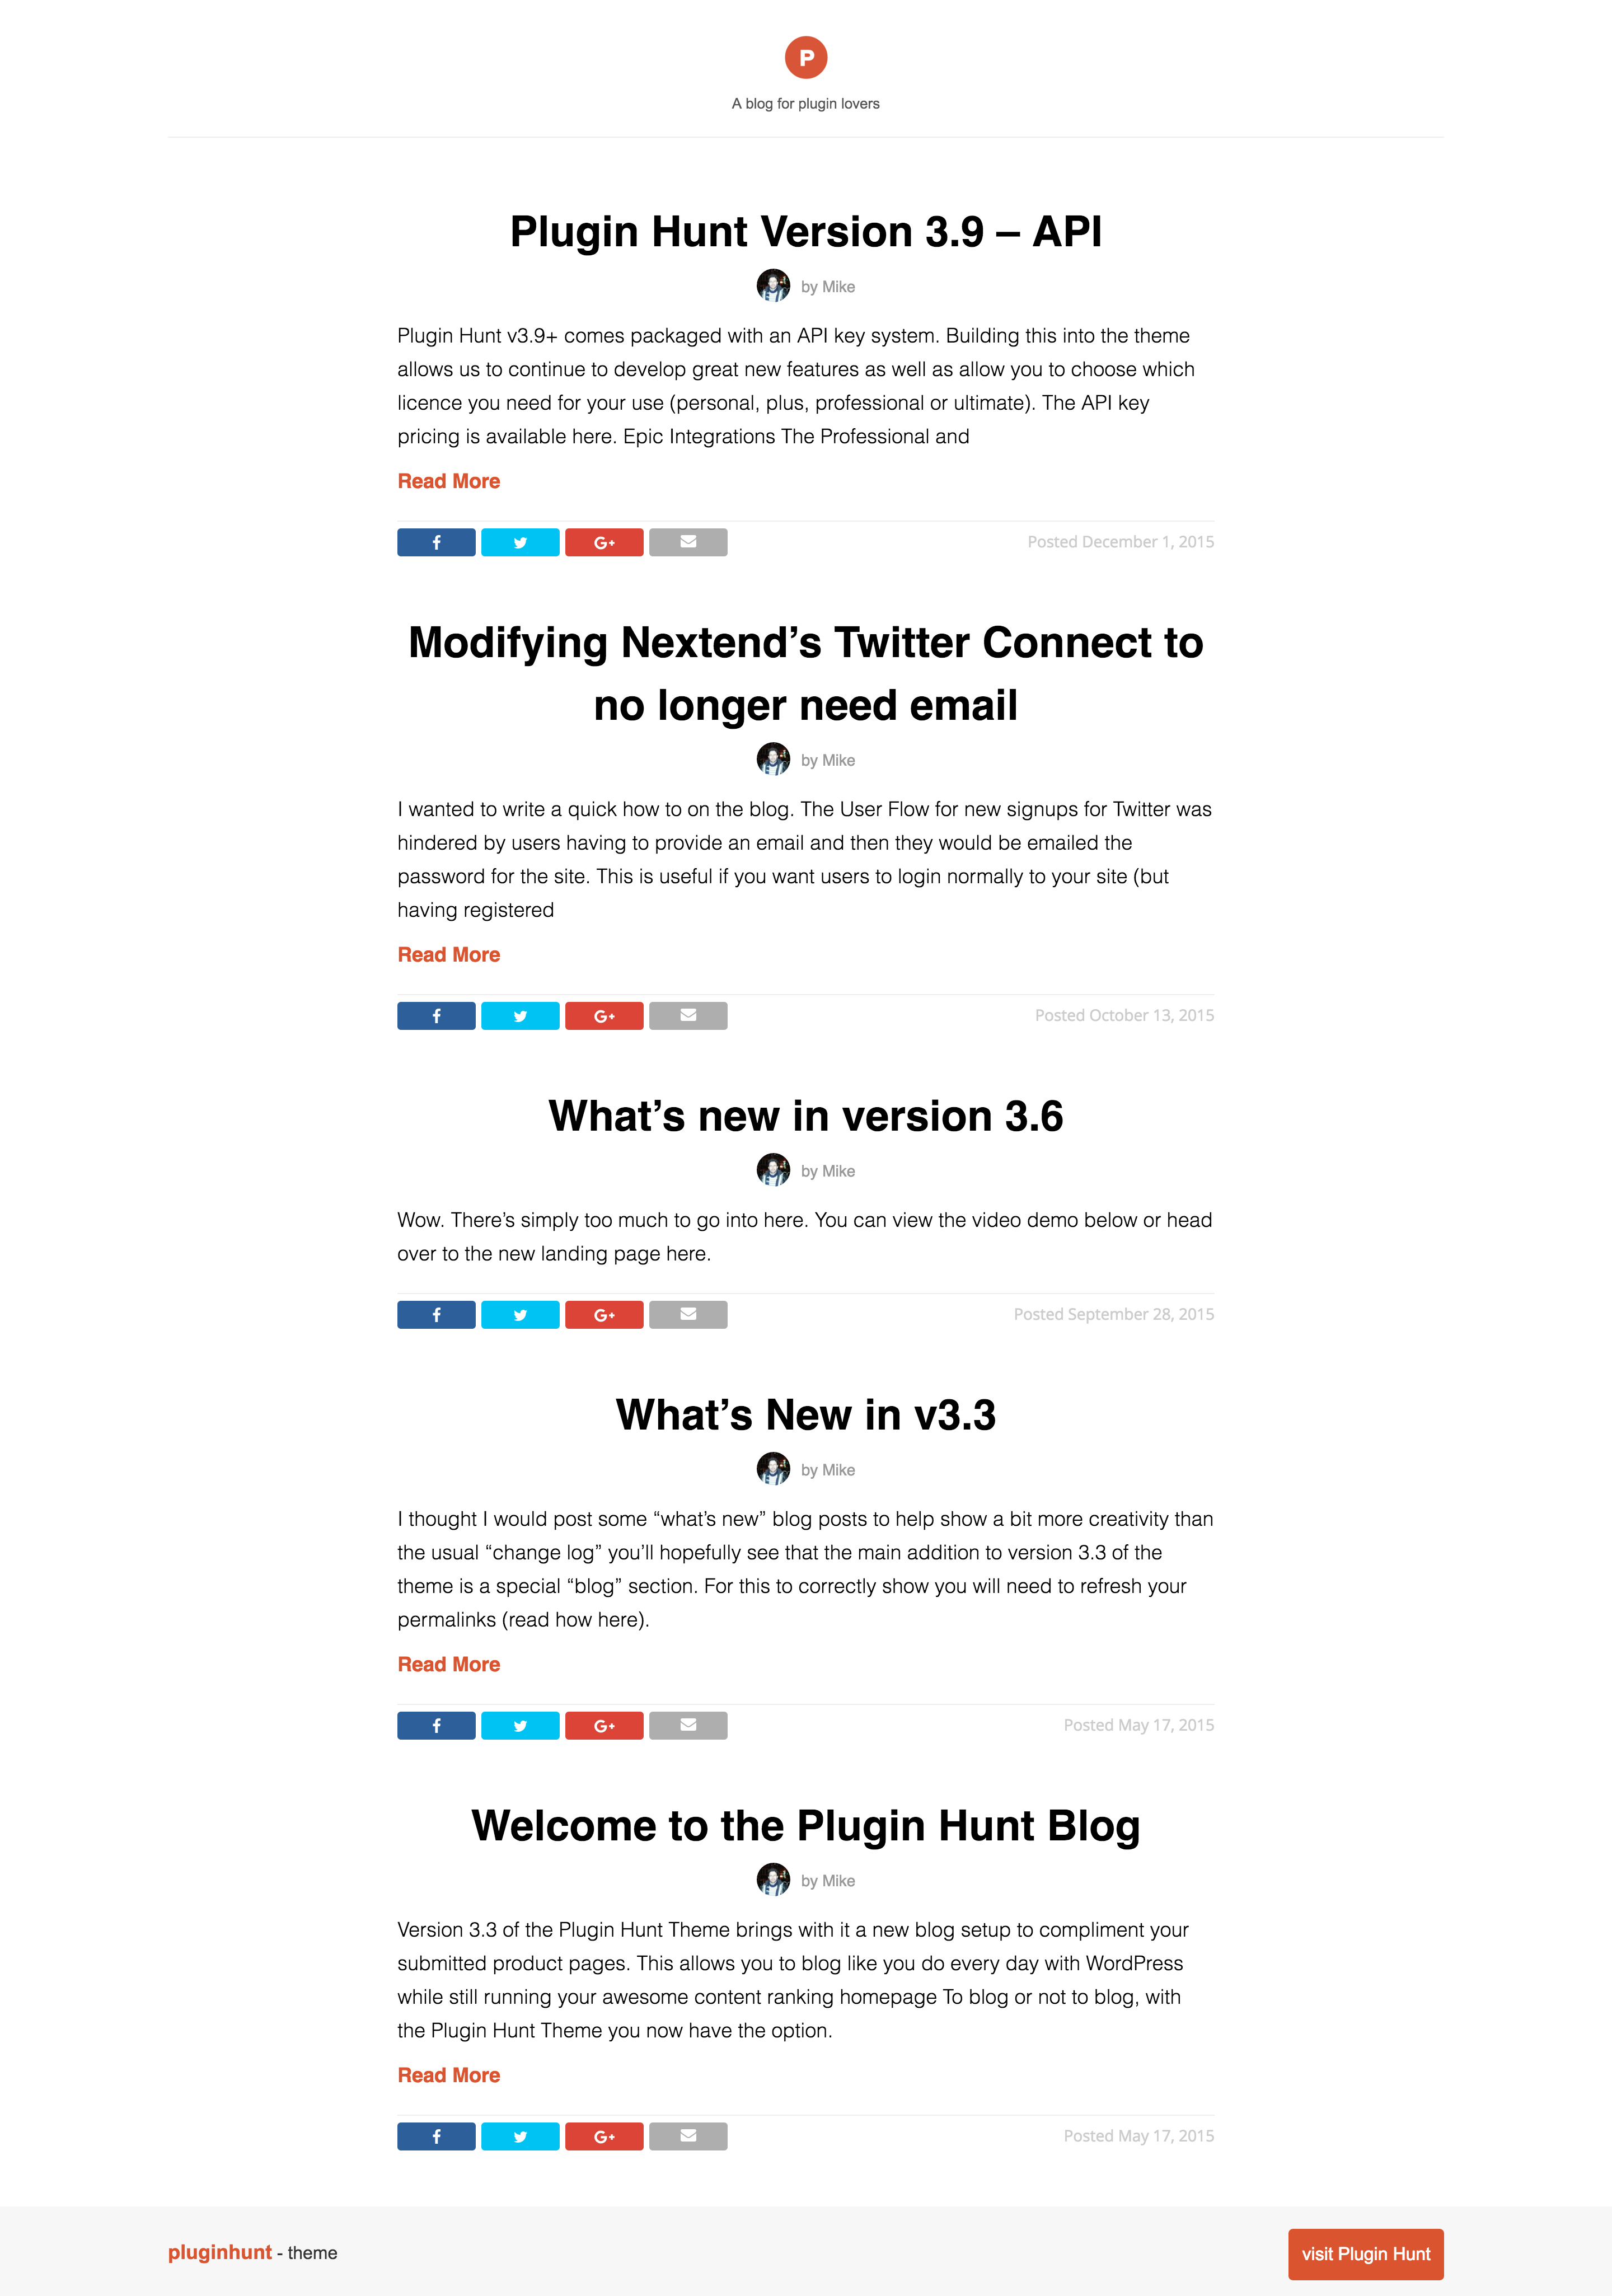 P
A blog for plugin lovers
Plugin Hunt Version 3.9 – API
by Mike
Plugin Hunt v3.9+ comes packaged with an API key system. Building this into the theme
allows us to continue to develop great new features as well as allow you to choose which
licence you need for your use (personal, plus, professional or ultimate). The API key
pricing is available here. Epic Integrations The Professional and
Read More
G+
Posted December 1, 2015
Modifying Nextend’s Twitter Connect to
no longer need email
by Mike
I wanted to write a quick how to on the blog. The User Flow for new signups for Twitter was
hindered by users having to provide an email and then they would be emailed the
password for the site. This is useful if you want users to login normally to your site (but
having registered
Read More
G+
Posted October 13, 2015
What’s new in version 3.6
by Mike
Wow. There’s simply too much to go into here. You can view the video demo below or head
over to the new landing page here.
G+
Posted September 28, 2015
What’s New in v3.3
by Mike
I thought I would post some “what’s new” blog posts to help show a bit more creativity than
the usual “change log” you’ll hopefully see that the main addition to version 3.3 of the
theme is a special “blog” section. For this to correctly show you will need to refresh your
permalinks (read how here).
Read More
G+
Posted May 17, 2015
Welcome to the Plugin Hunt Blog
by Mike
Version 3.3 of the Plugin Hunt Theme brings with it a new blog setup to compliment your
submitted product pages. This allows you to blog like you do every day with WordPress
while still running your awesome content ranking homepage To blog or not to blog, with
the Plugin Hunt Theme you now have the option.
Read More
G+
Posted May 17, 2015
pluginhunt - theme
visit Plugin Hunt